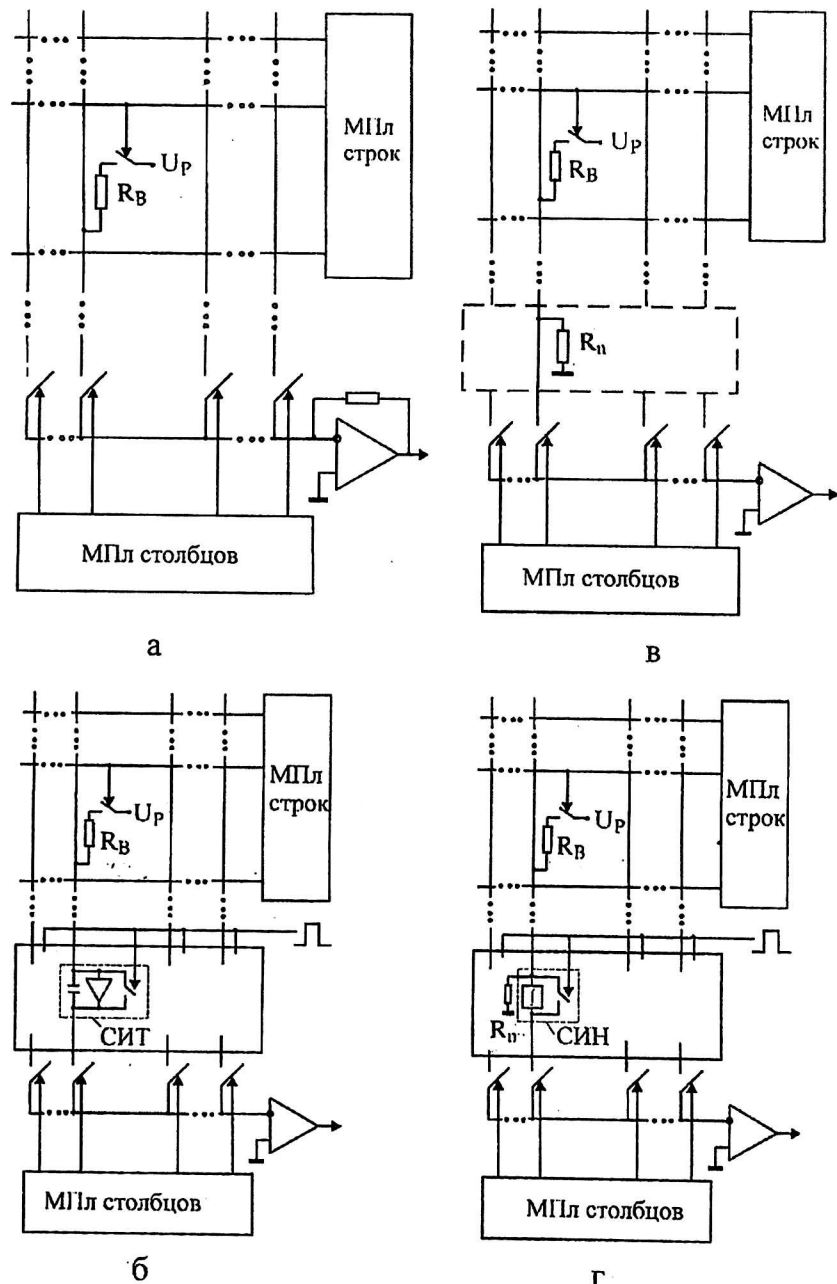 МПл
строк
U_P
R_B
МПл столбцов
а
МПл
строк
U_P
R_B
R_п
МПл столбцов
в
МПл
строк
U_P
R_B
СИТ
МПл столбцов
б
МПл
строк
U_P
R_B
R_п
СИН
МПл столбцов
г